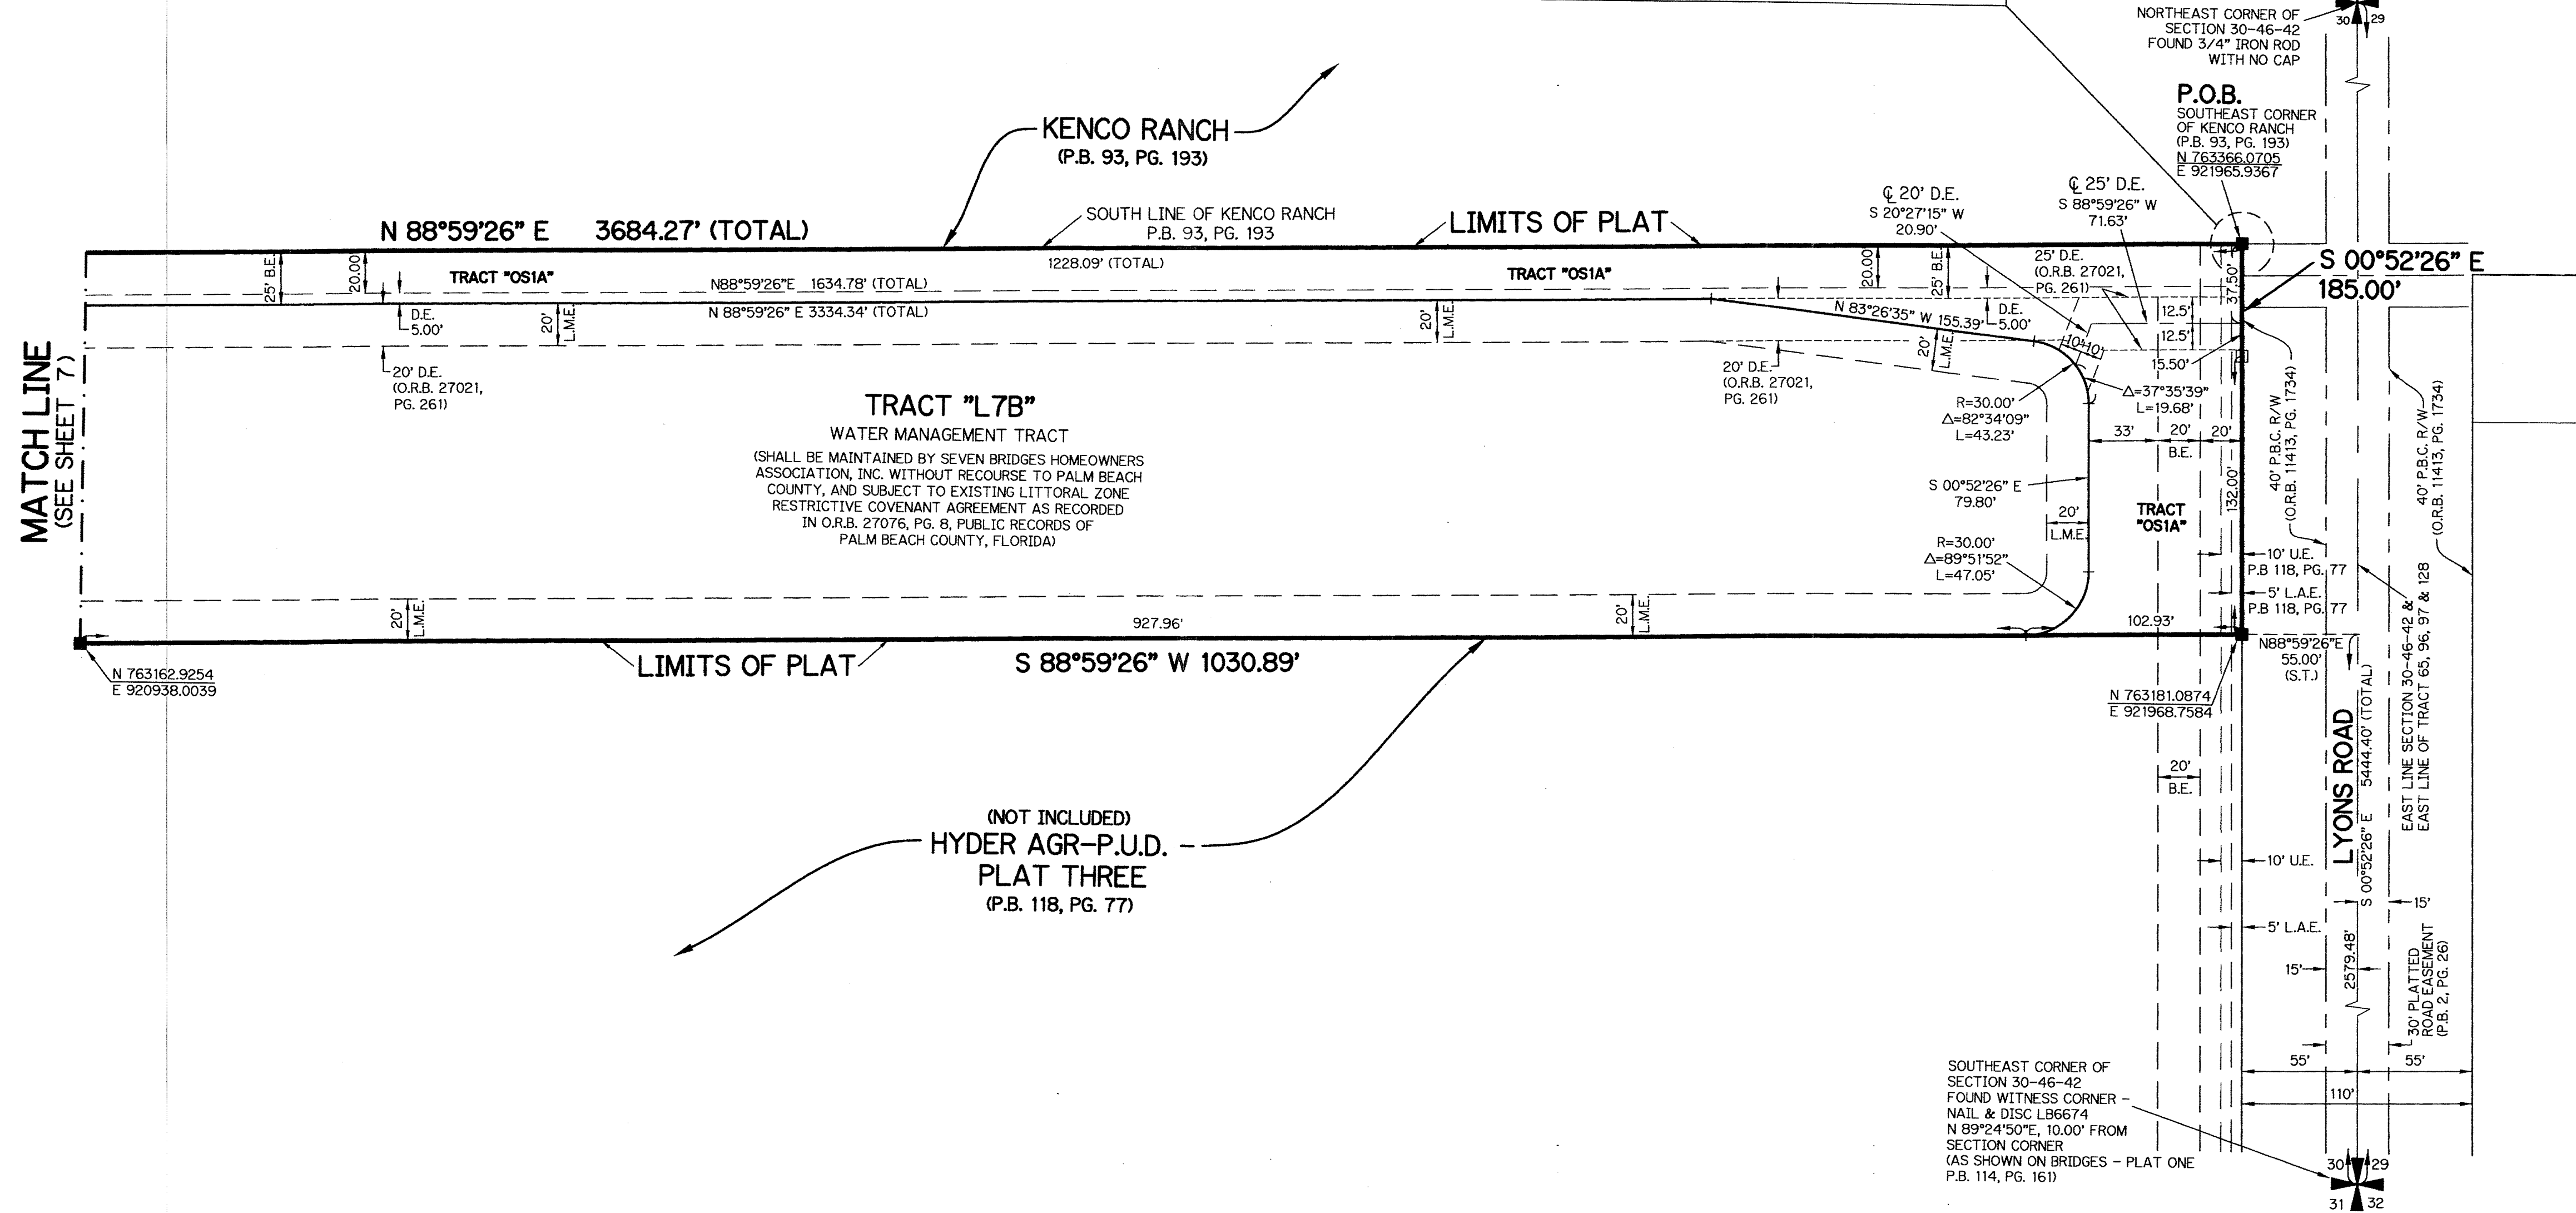 NORTHEAST CORNER OF
SECTION 30-46-42
FOUND 3/4" IRON ROD
WITH NO CAP
30
29
P.O.B.
SOUTHEAST CORNER
OF KENCO RANCH
(P.B. 93, PG. 193)
N 763366.0705
E 921965.9367
KENCO RANCH
(P.B. 93, PG. 193)
N 88°59'26" E 3684.27' (TOTAL)
SOUTH LINE OF KENCO RANCH
P.B. 93, PG. 193
LIMITS OF PLAT
℄ 20' D.E.
S 20°27'15" W
20.90'
℄ 25' D.E.
S 88°59'26" W
71.63'
S 00°52'26" E
185.00'
25' B.E.
20.00'
TRACT "OS1A"
1228.09' (TOTAL)
N88°59'26"E 1634.78' (TOTAL)
N 88°59'26" E 3334.34' (TOTAL)
TRACT "OS1A"
20.00'
25' B.E.
25' D.E.
(O.R.B. 27021,
PG. 261)
37.50'
D.E.
5.00'
20'
L.M.E.
20'
L.M.E.
N 83°26'35" W 155.39'
D.E.
5.00'
12.5'
12.5'
10'
10'
15.50'
20'
L.M.E.
MATCH LINE
(SEE SHEET 7)
20' D.E.
(O.R.B. 27021,
PG. 261)
20' D.E.
(O.R.B. 27021,
PG. 261)
TRACT "L7B"
WATER MANAGEMENT TRACT
(SHALL BE MAINTAINED BY SEVEN BRIDGES HOMEOWNERS
ASSOCIATION, INC. WITHOUT RECOURSE TO PALM BEACH
COUNTY, AND SUBJECT TO EXISTING LITTORAL ZONE
RESTRICTIVE COVENANT AGREEMENT AS RECORDED
IN O.R.B. 27076, PG. 8, PUBLIC RECORDS OF
PALM BEACH COUNTY, FLORIDA)
R=30.00'
Δ=82°34'09"
L=43.23'
Δ=37°35'39"
L=19.68'
33'
20'
B.E.
20'
S 00°52'26" E
79.80'
20'
L.M.E.
TRACT
"OS1A"
132.00'
R=30.00'
Δ=89°51'52"
L=47.05'
40' P.B.C. R/W
(O.R.B. 11413, PG. 1734)
40' P.B.C. R/W
(O.R.B. 11413, PG. 1734)
10' U.E.
P.B 118, PG. 77
5' L.A.E.
P.B 118, PG. 77
20'
L.M.E.
927.96'
20'
L.M.E.
102.93'
N 763162.9254
E 920938.0039
LIMITS OF PLAT
S 88°59'26" W 1030.89'
N88°59'26"E
55.00'
(S.T.)
N 763181.0874
E 921968.7584
(NOT INCLUDED)
HYDER AGR-P.U.D.
PLAT THREE
(P.B. 118, PG. 77)
20'
B.E.
LYONS ROAD
S 00°52'26" E 5444.40' (TOTAL)
EAST LINE SECTION 30-46-42 &
EAST LINE OF TRACT 65, 96, 97 & 128
10' U.E.
15'
5' L.A.E.
15'
2579.48'
30' PLATTED
ROAD EASEMENT
(P.B. 2, PG. 26)
55'
55'
110'
SOUTHEAST CORNER OF
SECTION 30-46-42
FOUND WITNESS CORNER -
NAIL & DISC LB6674
N 89°24'50"E, 10.00' FROM
SECTION CORNER
(AS SHOWN ON BRIDGES - PLAT ONE
P.B. 114, PG. 161)
30
29
31
32